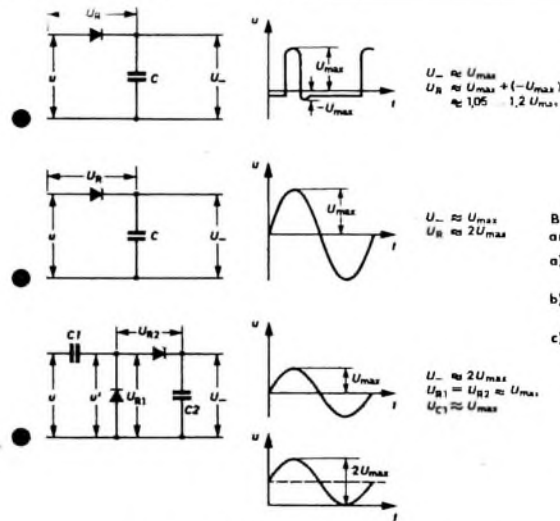 U_R
u
C
U_
u
U_max
-U_max
t
U_ ≈ U_max
U_R ≈ U_max + (-U_max)
≈ 1,05 1,2 U_max
U_R
u
C
U_
u
U_max
t
U_ ≈ U_max
U_R ≈ 2U_max
B
a)
b)
c)
C1
U_R2
u
u'
U_R1
C2
U_
u
U_max
t
U_ ≈ 2U_max
U_R1 = U_R2 ≈ U_max
U_C1 ≈ U_max
u
2U_max
t